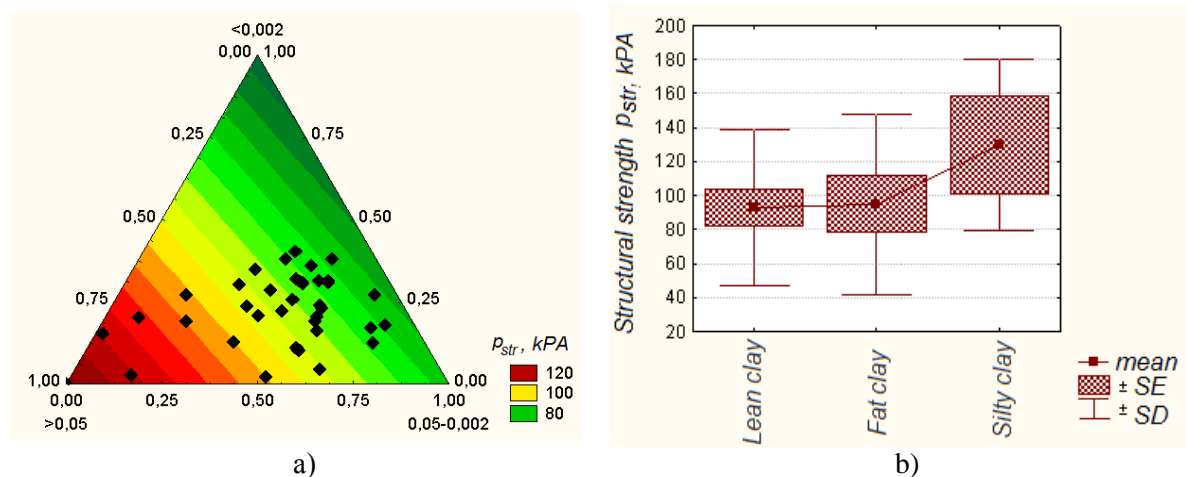 <0,002
0,00 1,00
0,25 0,75
0,50 0,50
0,75 0,25
1,00 0,00
0,00 0,25 0,50 0,75 1,00
>0,05 0,05-0,002
p_str , kPA
120
100
80
a)
Structural strength p_str, kPA
200
180
160
140
120
100
80
60
40
20
Lean clay
Fat clay
Silty clay
mean
± SE
± SD
b)